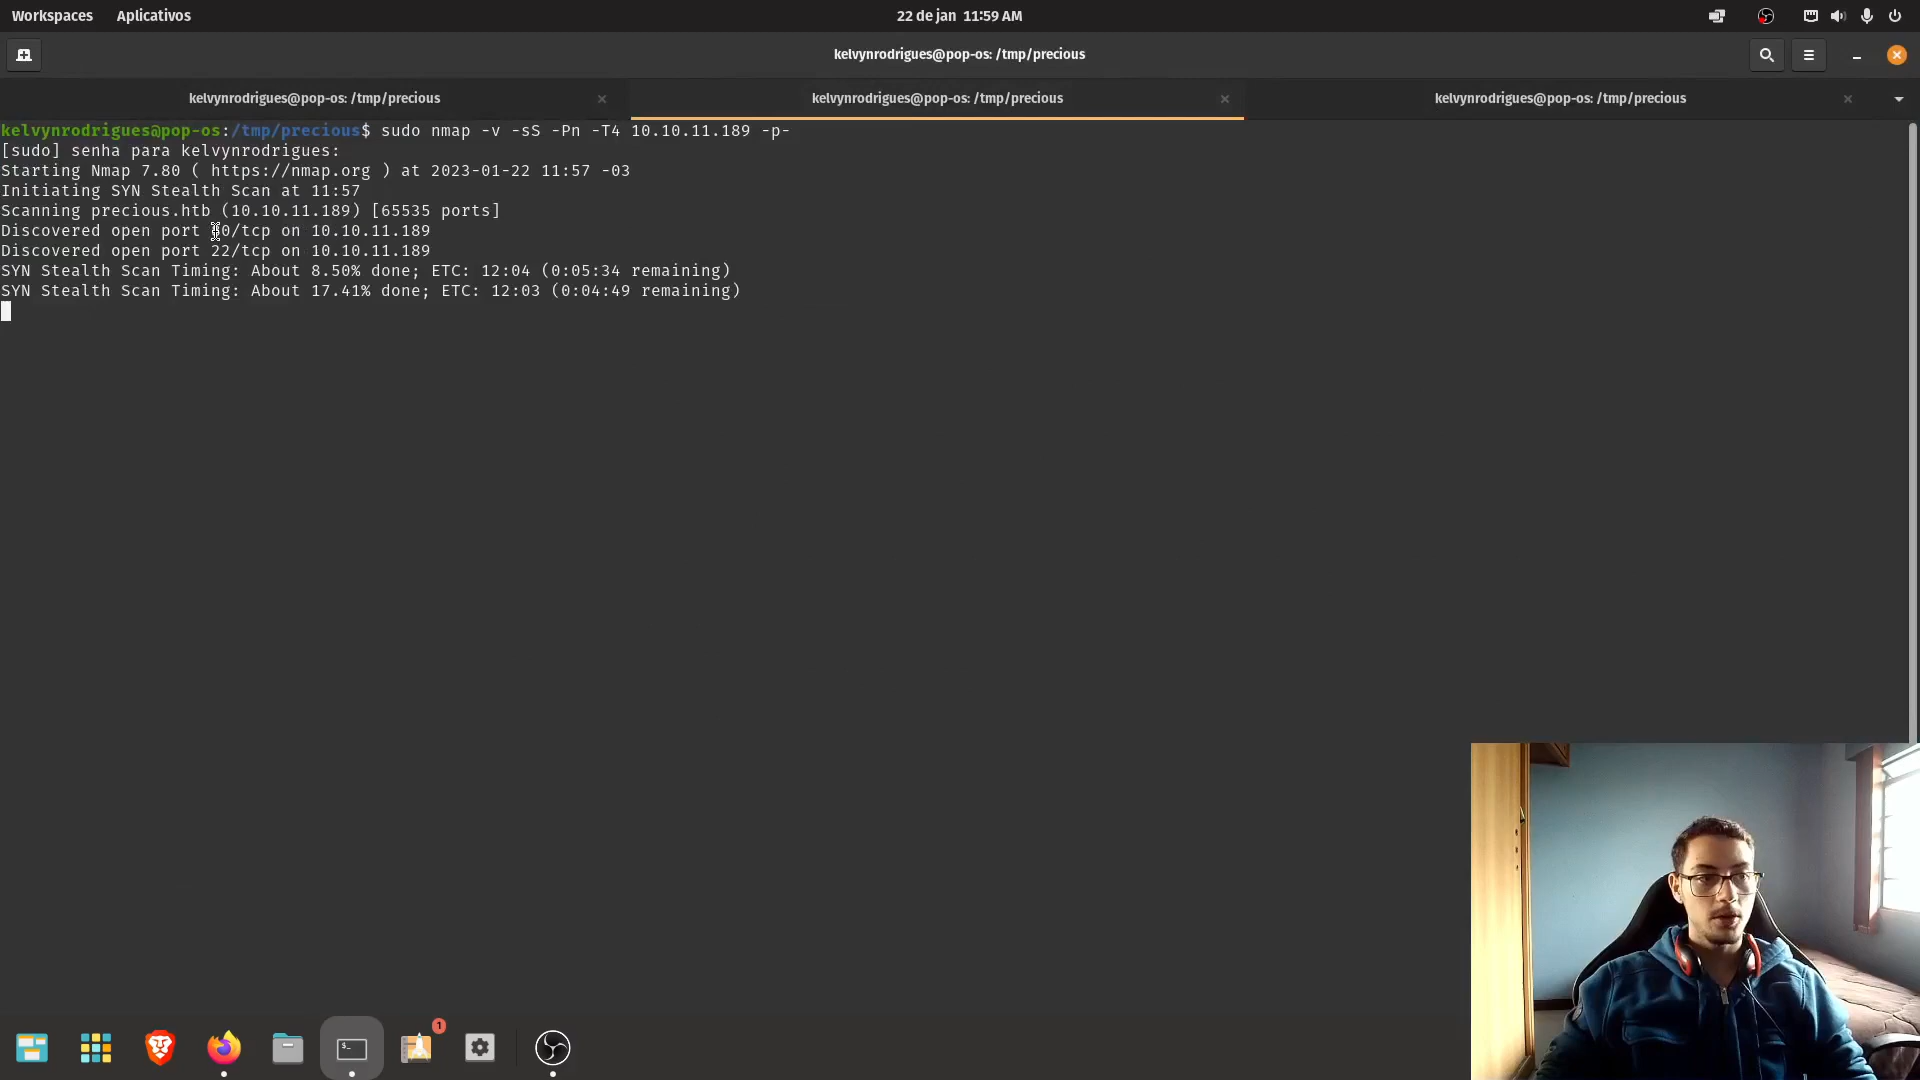 Workspaces Aplicativos 22 de jan 11:59 AM
kelvynrodrigues@pop-os: /tmp/precious
kelvynrodrigues@pop-os: /tmp/precious kelvynrodrigues@pop-os: /tmp/precious kelvynrodrigues@pop-os: /tmp/precious
kelvynrodrigues@pop-os:/tmp/precious$ sudo nmap -v -sS -Pn -T4 10.10.11.189 -p-
[sudo] senha para kelvynrodrigues:
Starting Nmap 7.80 ( https://nmap.org ) at 2023-01-22 11:57 -03
Initiating SYN Stealth Scan at 11:57
Scanning precious.htb (10.10.11.189) [65535 ports]
Discovered open port on 10.10.11.189
Discovered open port 22/tcp on 10.10.11.189
SYN Stealth Scan Timing: About 8.50% done; ETC: 12:04 (0:05:34 remaining)
SYN Stealth Scan Timing: About 17.41% done; ETC: 12:03 (0:04:49 remaining)
1